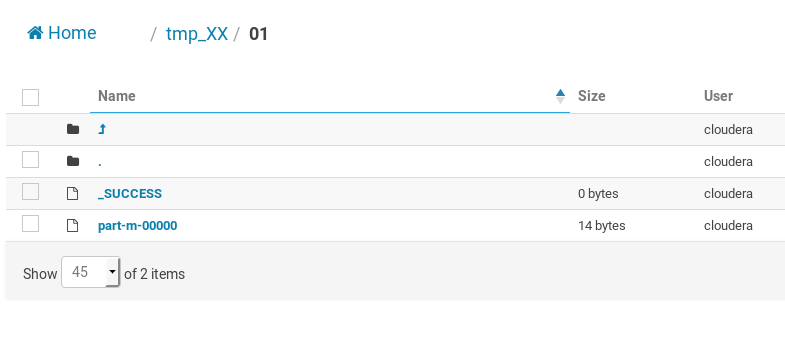 Home / tmp_XX / 01
Name Size User
cloudera
. cloudera
_SUCCESS 0 bytes cloudera
part-m-00000 14 bytes cloudera
Show 45 of 2 items